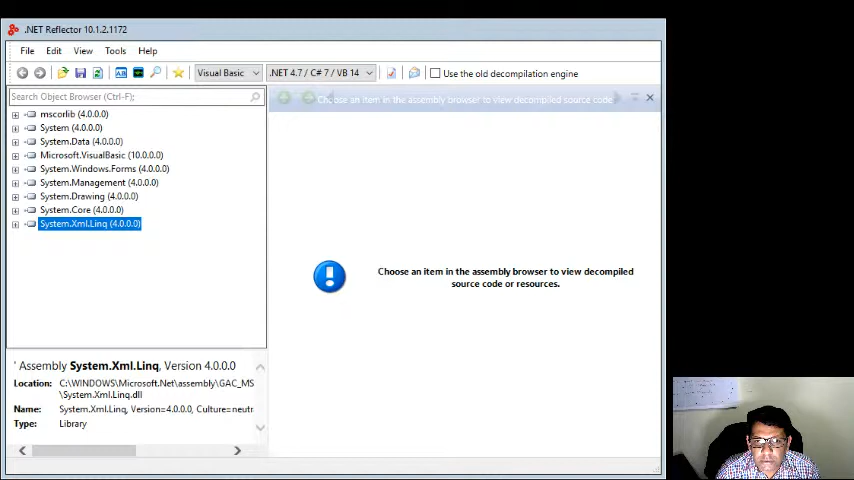 .NET Reflector 10.1.2.1172
File Edit View Tools Help
Visual Basic .NET 4.7 / C# 7 / VB 14 Use the old decompilation engine
Search Object Browser (Ctrl-F);
Choose an item in the assembly browser to view decompiled source code
mscorlib (4.0.0.0)
System (4.0.0.0)
System.Data (4.0.0.0)
Microsoft.VisualBasic (10.0.0.0)
System.Windows.Forms (4.0.0.0)
System.Management (4.0.0.0)
System.Drawing (4.0.0.0)
System.Core (4.0.0.0)
System.Xml.Linq (4.0.0.0)
Choose an item in the assembly browser to view decompiled
source code or resources.
' Assembly System.Xml.Linq, Version 4.0.0.0
Location: C:\WINDOWS\Microsoft.Net\assembly\GAC_MS
\System.Xml.Linq.dll
Name: System.Xml.Linq, Version=4.0.0.0, Culture=neutr
Type: Library